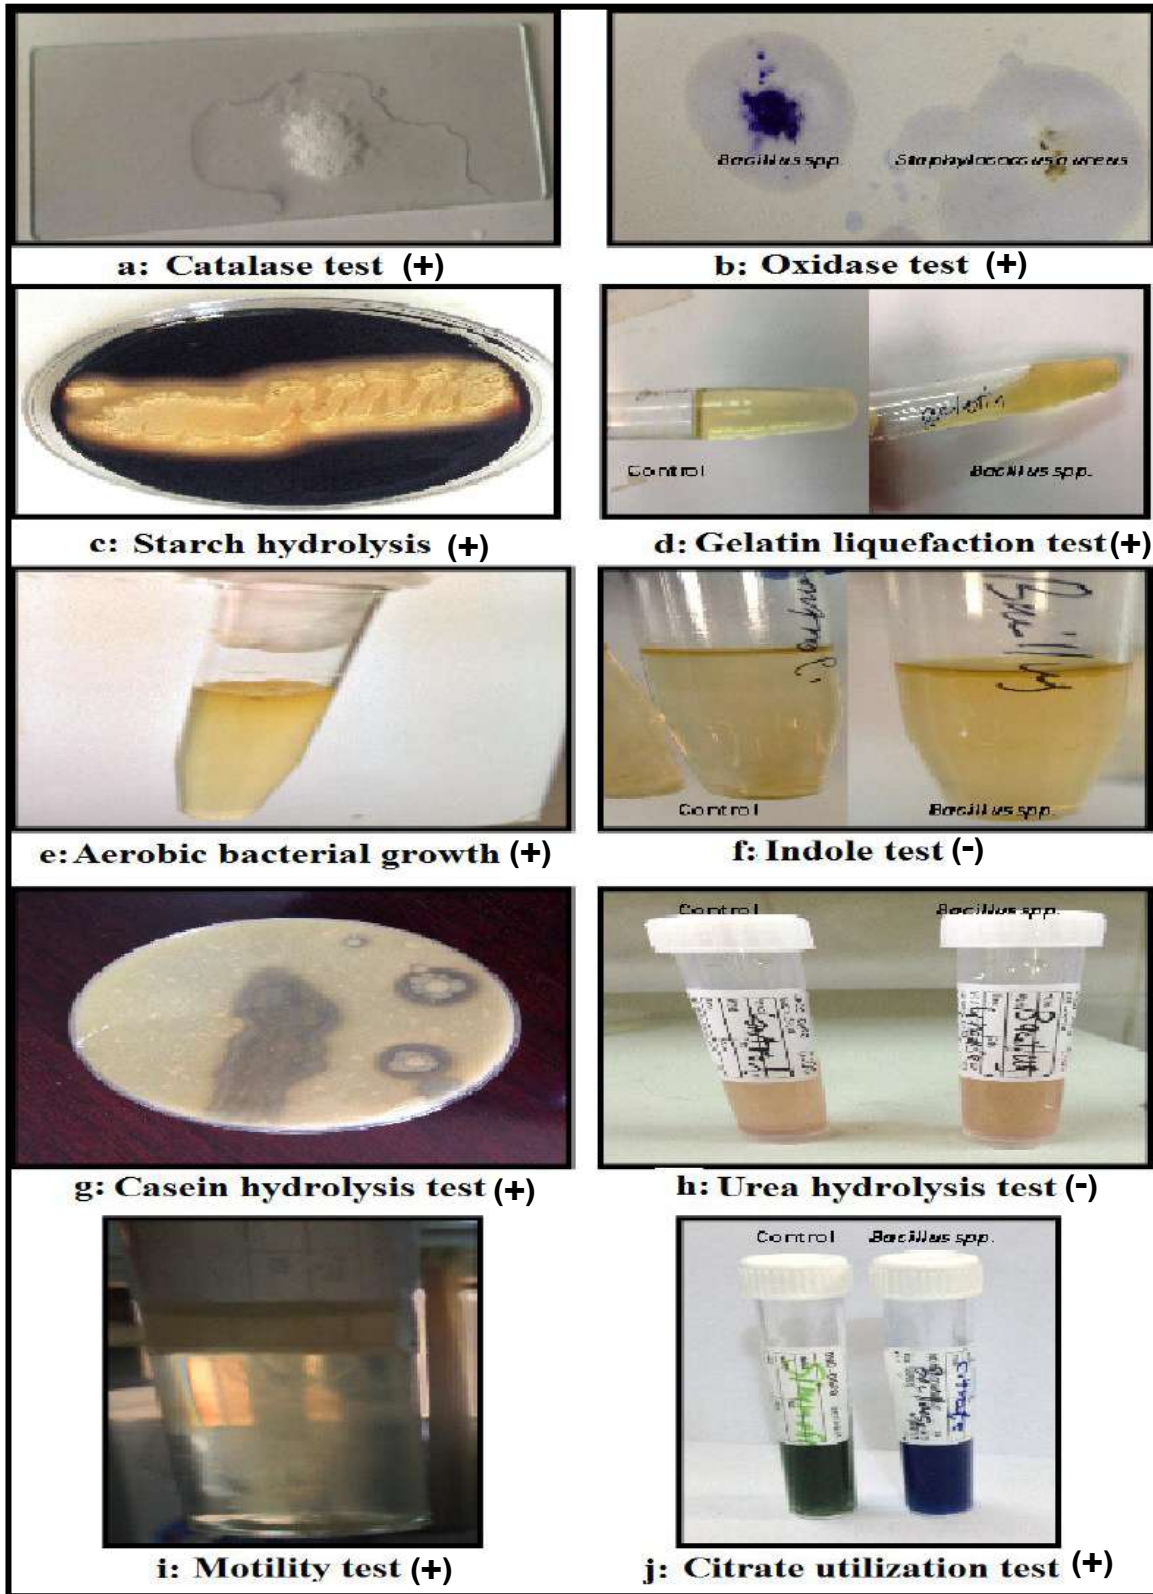 Bacillus spp.
Staphylococcus aureus
a: Catalase test (+)
b: Oxidase test (+)
gelatin
Control
Bacillus spp.
c: Starch hydrolysis (+)
d: Gelatin liquefaction test (+)
Control
Bacillus spp.
e: Aerobic bacterial growth (+)
f: Indole test (-)
Control
Bacillus spp.
g: Casein hydrolysis test (+)
h: Urea hydrolysis test (-)
Control
Bacillus spp.
i: Motility test (+)
j: Citrate utilization test (+)